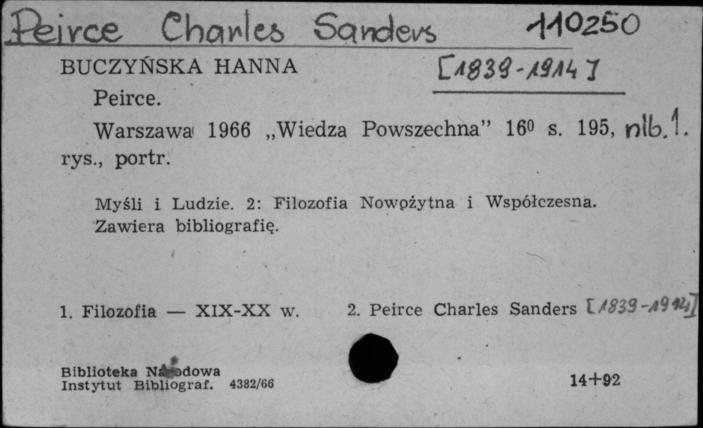 Peirce Charles Sanders 110250
BUCZYŃSKA HANNA [1839-1914]
Peirce.
Warszawa 1966 „Wiedza Powszechna” 16⁰ s. 195, nlb. 1.
rys., portr.
Myśli i Ludzie. 2: Filozofia Nowożytna i Współczesna.
Zawiera bibliografię.
1. Filozofia — XIX-XX w. 2. Peirce Charles Sanders [1839-1914]
Biblioteka Narodowa
Instytut Bibliograf. 4382/66 14+92